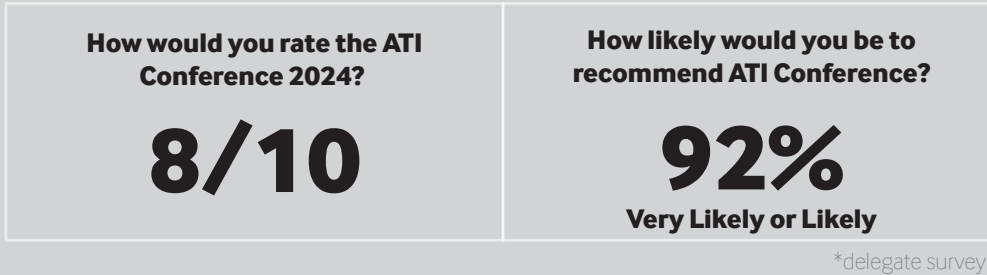 How would you rate the ATI
Conference 2024?
8/10
How likely would you be to
recommend ATI Conference?
92%
Very Likely or Likely
*delegate survey